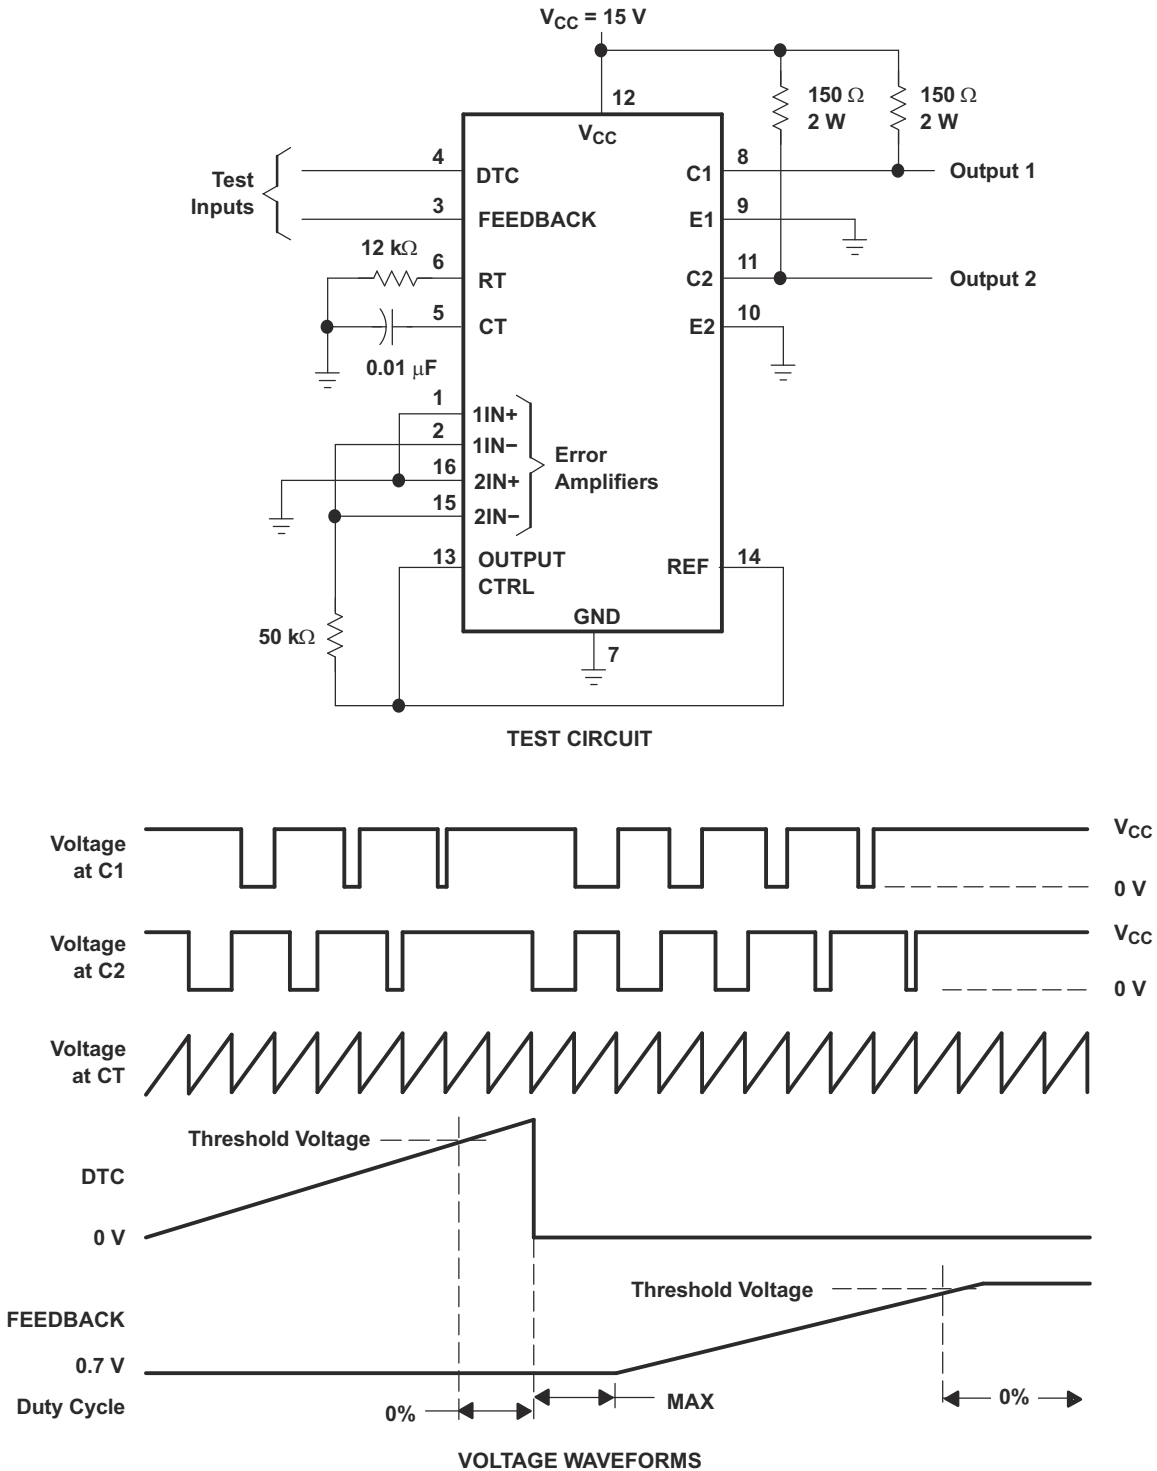 VCC = 15 V
12
VCC
150 Ω
2 W
150 Ω
2 W
Test
Inputs
4
DTC
3
FEEDBACK
12 kΩ
6
RT
5
CT
0.01 μF
1
1IN+
2
1IN−
16
2IN+
15
2IN−
Error
Amplifiers
13
OUTPUT
CTRL
50 kΩ
C1
8
Output 1
E1
9
C2
11
Output 2
E2
10
REF
14
GND
7
TEST CIRCUIT
Voltage
at C1
VCC
0 V
Voltage
at C2
VCC
0 V
Voltage
at CT
Threshold Voltage
DTC
0 V
Threshold Voltage
FEEDBACK
0.7 V
Duty Cycle
0%
MAX
0%
VOLTAGE WAVEFORMS